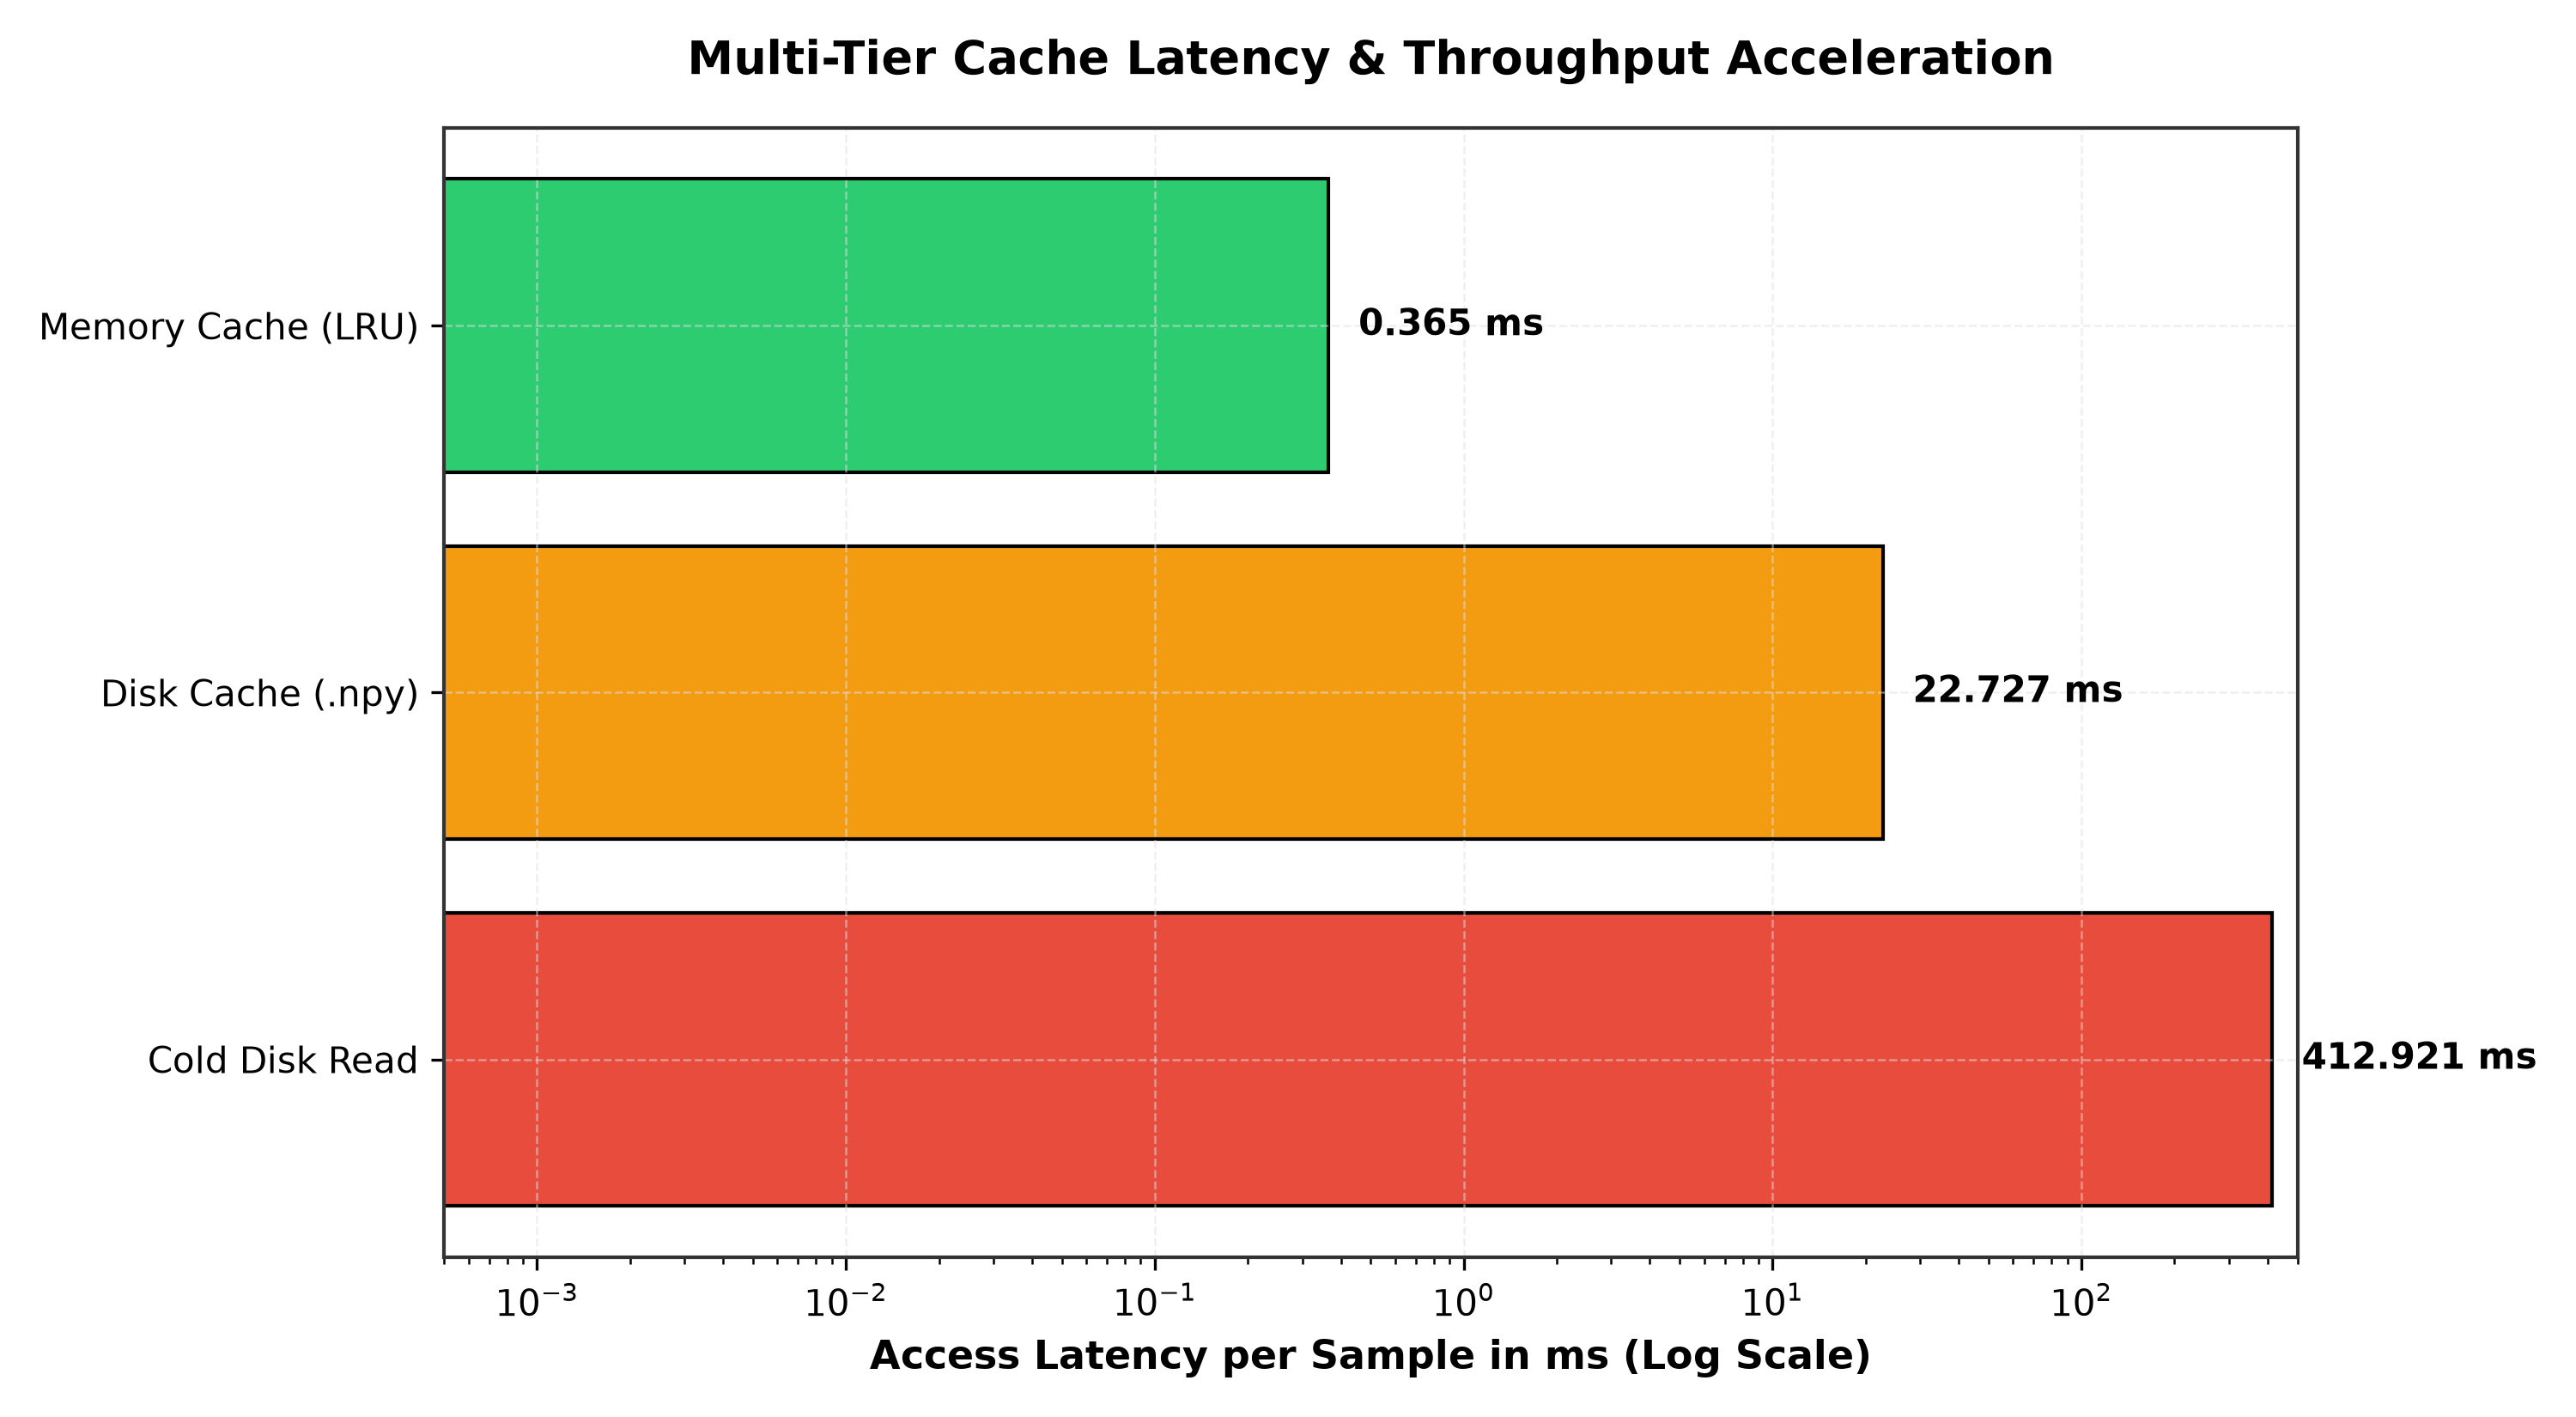 Multi-Tier Cache Latency & Throughput Acceleration
Memory Cache (LRU)
0.365 ms
Disk Cache (.npy)
22.727 ms
Cold Disk Read
412.921 ms
10⁻³ 10⁻² 10⁻¹ 10⁰ 10¹ 10²
Access Latency per Sample in ms (Log Scale)